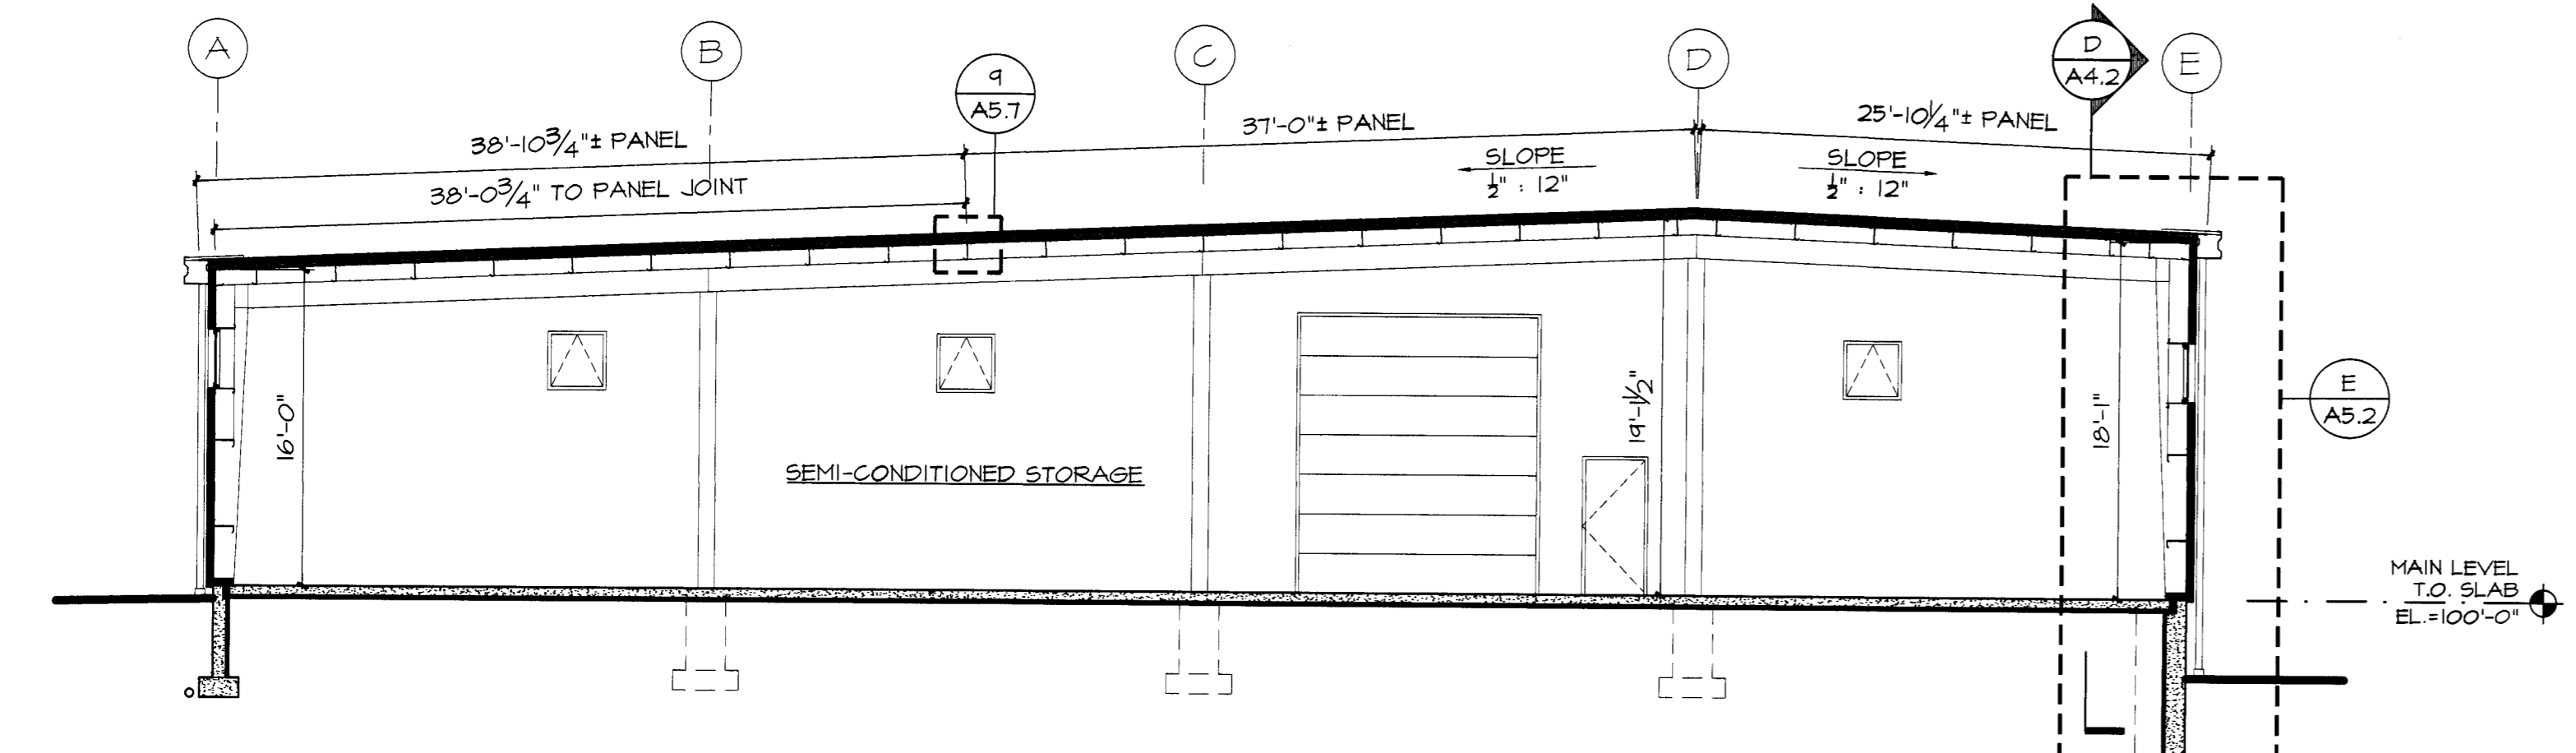 A
B
C
D
E
D
A4.2
9
A5.7
38'-10¾"± PANEL
37'-0"± PANEL
25'-10¼"± PANEL
38'-0¾" TO PANEL JOINT
SLOPE
½" : 12"
SLOPE
½" : 12"
16'-0"
19'-1½"
18'-1"
SEMI-CONDITIONED STORAGE
E
A5.2
MAIN LEVEL
T.O. SLAB
EL.=100'-0"